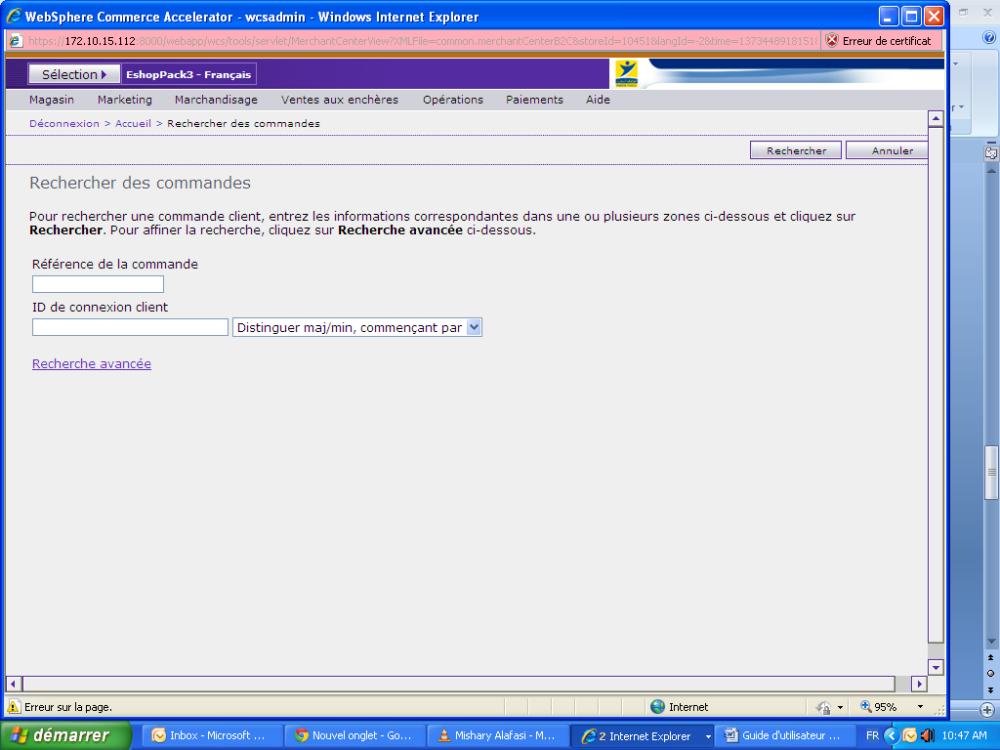 WebSphere Commerce Accelerator - wcsadmin - Windows Internet Explorer
https://172.10.15.112:8000/webapp/wcs/tools/servlet/MerchantCenterView?XMLFile=common.merchantCenterB2C&storeId=10451&langId=-2&time=1373448918151
Erreur de certificat
Sélection
EshopPack3 - Français
Magasin Marketing Marchandisage Ventes aux enchères Opérations Paiements Aide
Déconnexion > Accueil > Rechercher des commandes
Rechercher Annuler
Rechercher des commandes
Pour rechercher une commande client, entrez les informations correspondantes dans une ou plusieurs zones ci-dessous et cliquez sur
Rechercher. Pour affiner la recherche, cliquez sur Recherche avancée ci-dessous.
Référence de la commande
ID de connexion client
Distinguer maj/min, commençant par
Recherche avancée
Erreur sur la page.
Internet
95%
démarrer
Inbox - Microsoft ...
Nouvel onglet - Go...
Mishary Alafasi - M...
2 Internet Explorer
Guide d'utilisateur ...
FR
10:47 AM